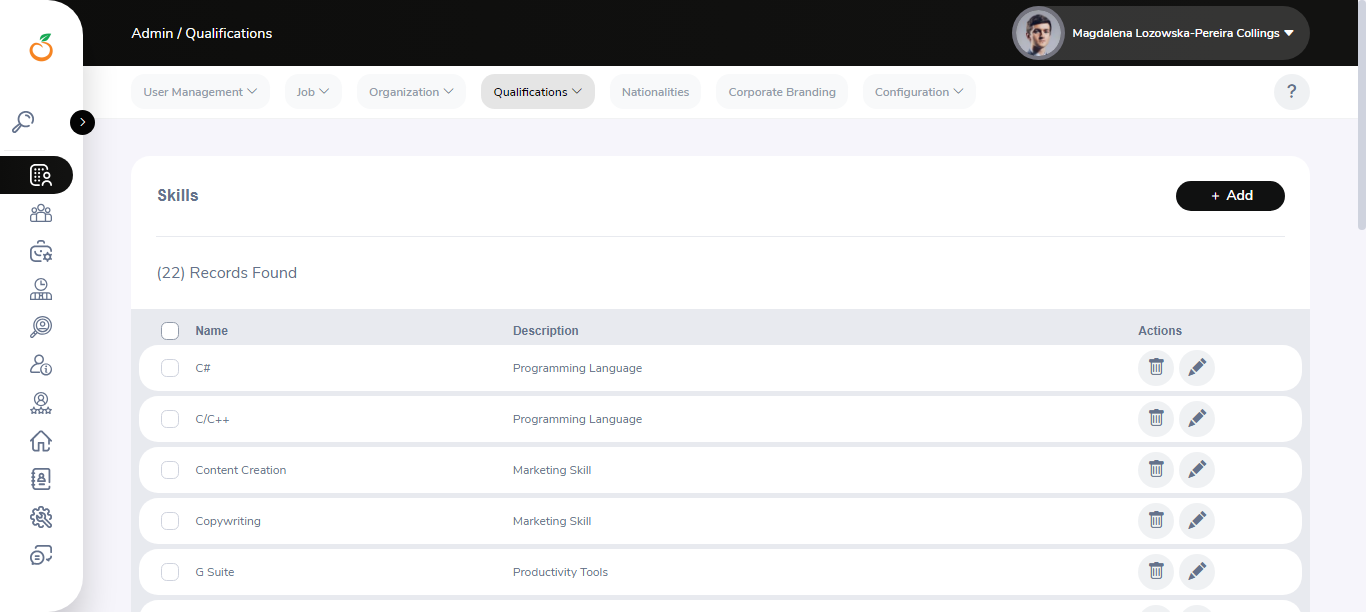 Admin / Qualifications
Magdalena Lozowska-Pereira Collings
User Management
Job
Organization
Qualifications
Nationalities
Corporate Branding
Configuration
?
Skills
+ Add
(22) Records Found
Name Description Actions
C# Programming Language
C/C++ Programming Language
Content Creation Marketing Skill
Copywriting Marketing Skill
G Suite Productivity Tools